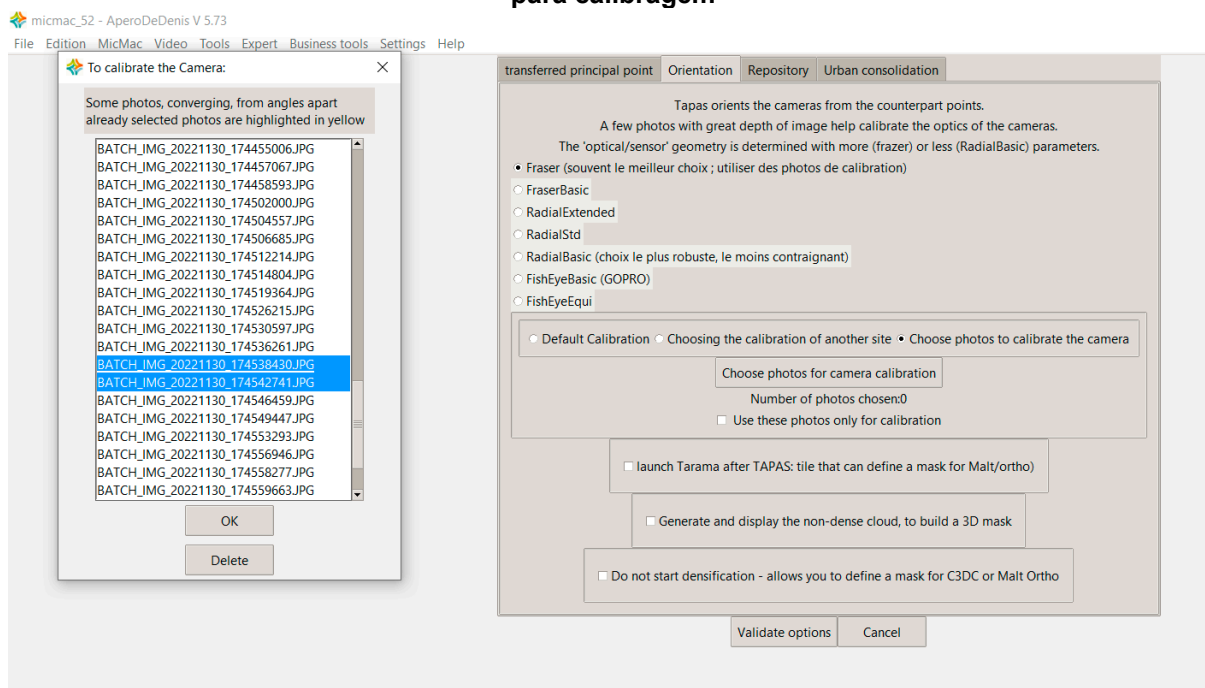 para calibragem
micmac_52 - AperoDeDenis V 5.73
File Edition MicMac Video Tools Expert Business tools Settings Help
To calibrate the Camera:
Some photos, converging, from angles apart
already selected photos are highlighted in yellow
BATCH_IMG_20221130_174455006.JPG
BATCH_IMG_20221130_174457067.JPG
BATCH_IMG_20221130_174458593.JPG
BATCH_IMG_20221130_174502000.JPG
BATCH_IMG_20221130_174504557.JPG
BATCH_IMG_20221130_174506685.JPG
BATCH_IMG_20221130_174512214.JPG
BATCH_IMG_20221130_174514804.JPG
BATCH_IMG_20221130_174519364.JPG
BATCH_IMG_20221130_174526215.JPG
BATCH_IMG_20221130_174530597.JPG
BATCH_IMG_20221130_174536261.JPG
BATCH_IMG_20221130_174538430.JPG
BATCH_IMG_20221130_174542741.JPG
BATCH_IMG_20221130_174546459.JPG
BATCH_IMG_20221130_174549447.JPG
BATCH_IMG_20221130_174553293.JPG
BATCH_IMG_20221130_174556946.JPG
BATCH_IMG_20221130_174558277.JPG
BATCH_IMG_20221130_174559663.JPG
OK
Delete
transferred principal point Orientation Repository Urban consolidation
Tapas orients the cameras from the counterpart points.
A few photos with great depth of image help calibrate the optics of the cameras.
The 'optical/sensor' geometry is determined with more (frazer) or less (RadialBasic) parameters.
Fraser (souvent le meilleur choix ; utiliser des photos de calibration)
FraserBasic
RadialExtended
RadialStd
RadialBasic (choix le plus robuste, le moins contraignant)
FishEyeBasic (GOPRO)
FishEyeEqui
Default Calibration Choosing the calibration of another site Choose photos to calibrate the camera
Choose photos for camera calibration
Number of photos chosen:0
Use these photos only for calibration
launch Tarama after TAPAS: tile that can define a mask for Malt/ortho)
Generate and display the non-dense cloud, to build a 3D mask
Do not start densification - allows you to define a mask for C3DC or Malt Ortho
Validate options Cancel